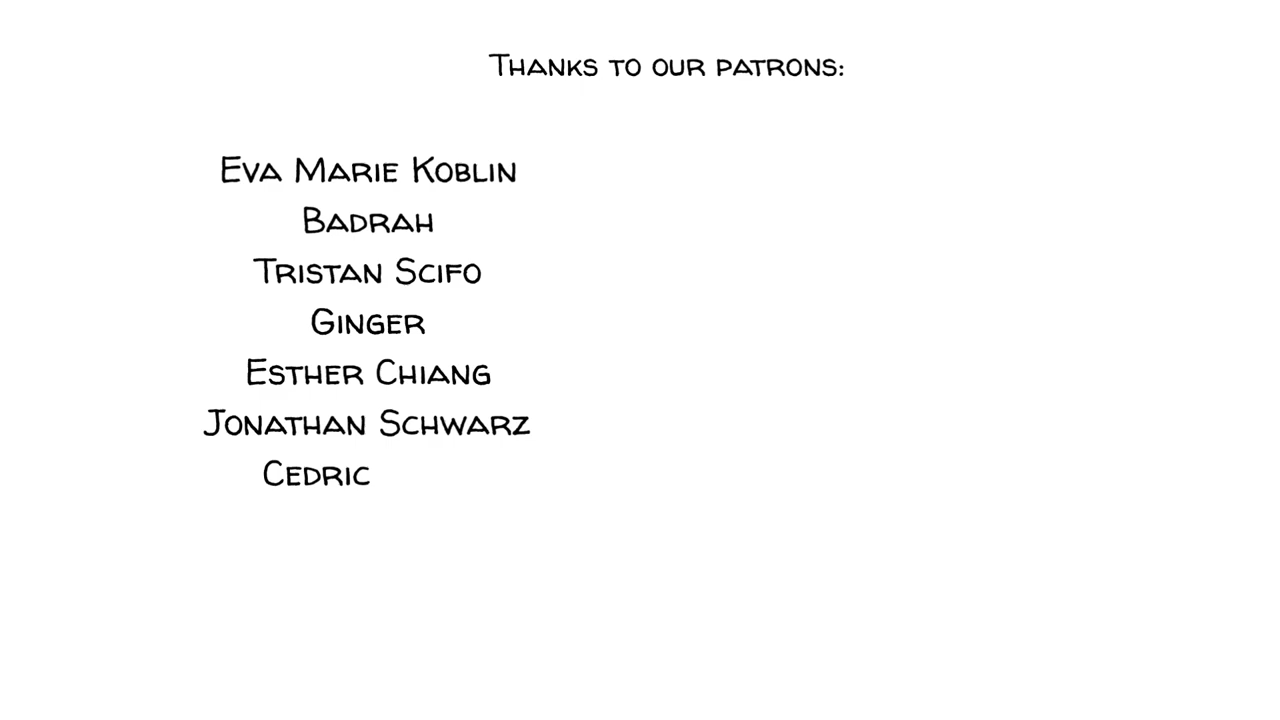 Thanks to our patrons:
Eva Marie Koblin
Badrah
Tristan Scifo
Ginger
Esther Chiang
Jonathan Schwarz
Cedric